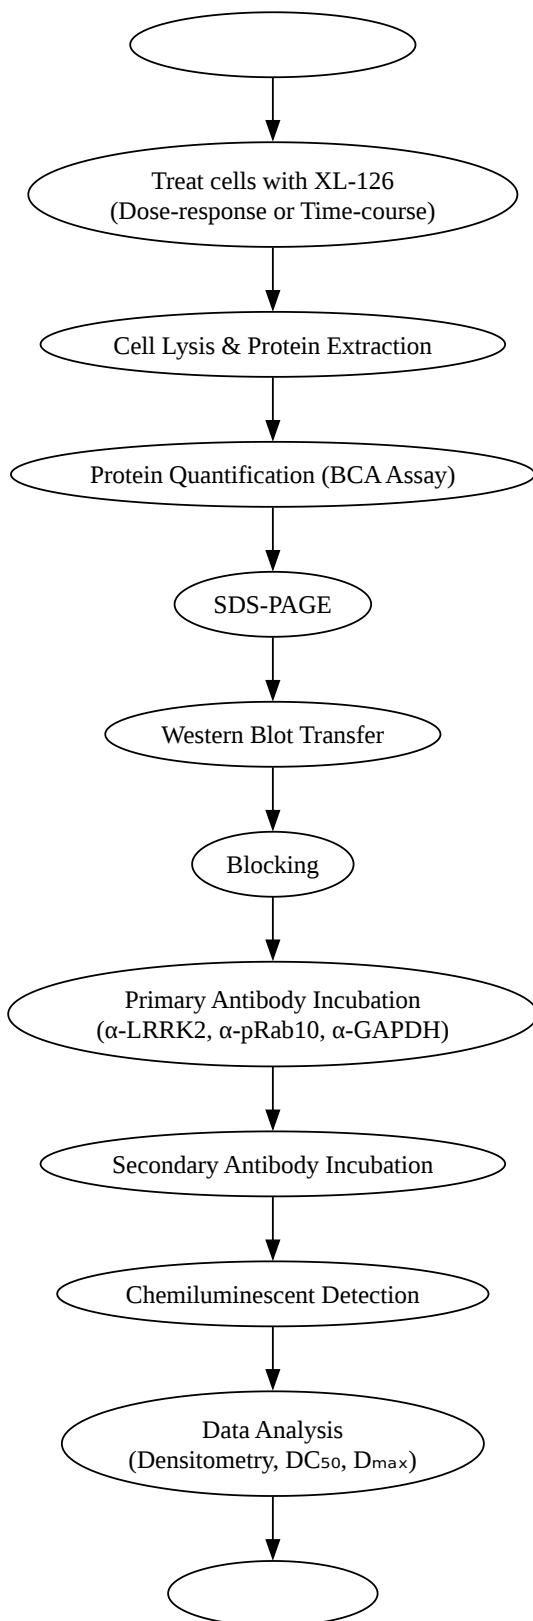 Treat cells with XL-126
(Dose-response or Time-course)
Cell Lysis & Protein Extraction
Protein Quantification (BCA Assay)
SDS-PAGE
Western Blot Transfer
Blocking
Primary Antibody Incubation
(α-LRRK2, α-pRab10, α-GAPDH)
Secondary Antibody Incubation
Chemiluminescent Detection
Data Analysis
(Densitometry, DC₅₀, Dₘₐₓ)